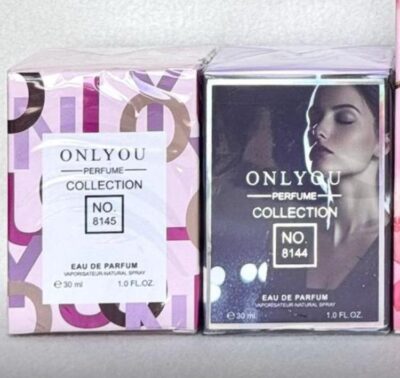 ONLYOU
PERFUME
COLLECTION
NO.
8145
EAU DE PARFUM
VAPORISATEUR-NATURAL SPRAY
℮ 30 ml 1.0 FL.OZ.
ONLYOU
PERFUME
COLLECTION
NO.
8144
EAU DE PARFUM
VAPORISATEUR-NATURAL SPRAY
℮ 30 ml 1.0 FL.OZ.